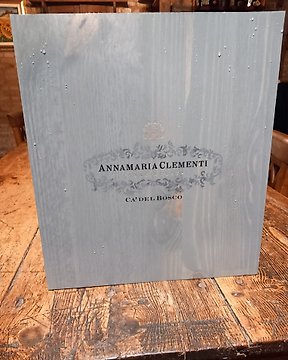 ANNAMARIA CLEMENTI
CA' DEL BOSCO